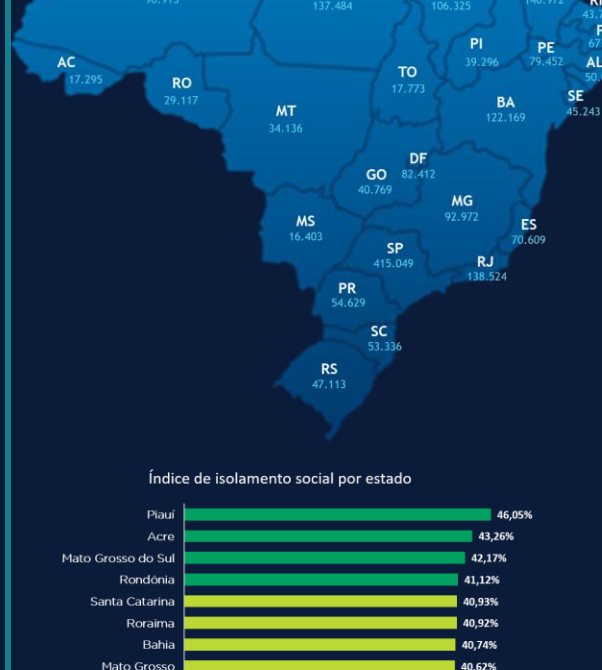 137.484
106.325
PI
39.296
PE
79.452
AC
17.295
RO
29.117
TO
17.773
MT
34.136
BA
122.169
SE
45.243
DF
82.412
GO
40.769
MG
92.972
MS
16.403
ES
70.609
SP
415.049
RJ
138.524
PR
54.629
SC
53.336
RS
47.113
Índice de isolamento social por estado
Piauí 46,05%
Acre 43,26%
Mato Grosso do Sul 42,17%
Rondônia 41,12%
Santa Catarina 40,93%
Roraima 40,92%
Bahia 40,74%
Mato Grosso 40,62%